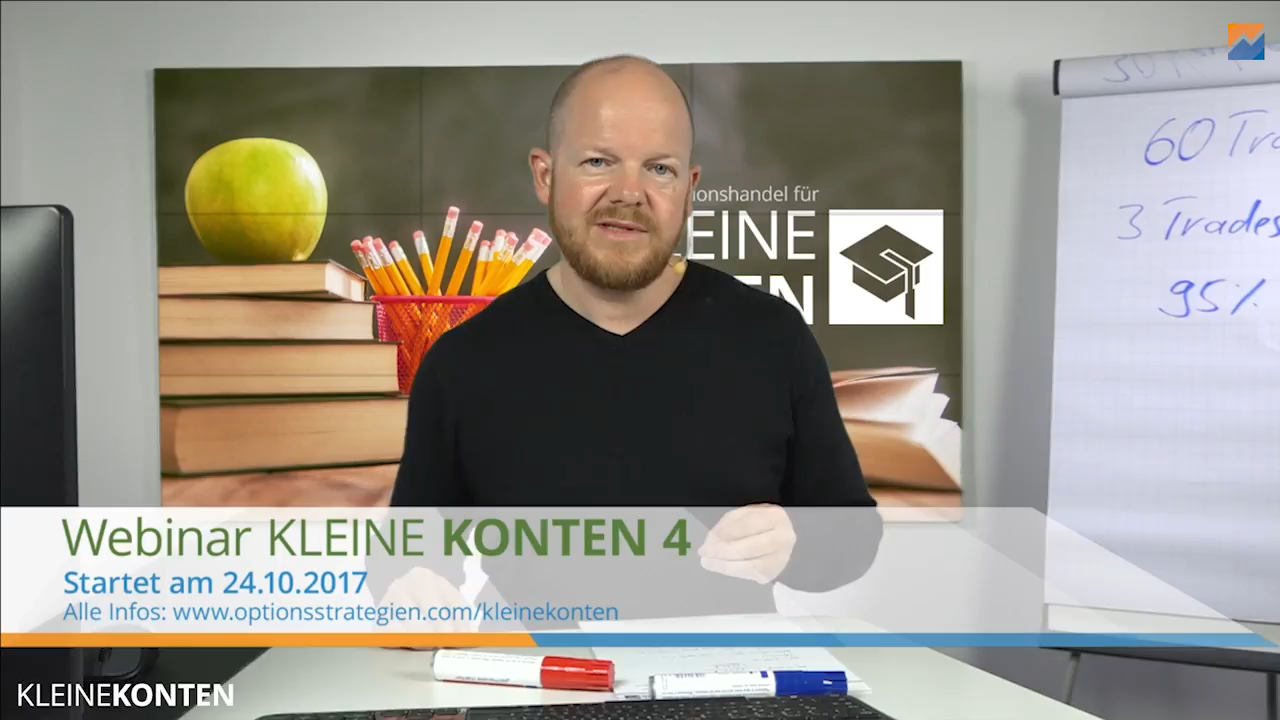 ionshandel für
EINE
EN
60 Tra
3 Trades
95%
Webinar KLEINE KONTEN 4
Startet am 24.10.2017
Alle Infos: www.optionsstrategien.com/kleinekonten
KLEINEKONTEN